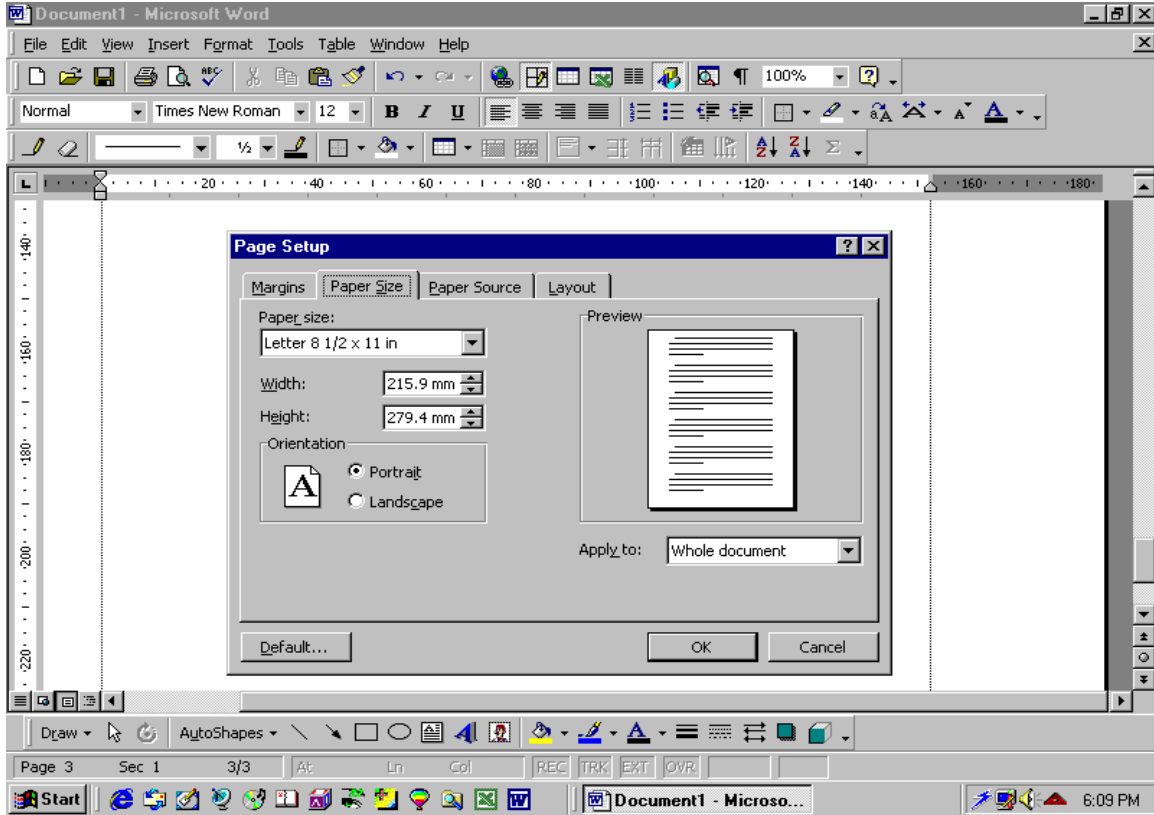 Document1 - Microsoft Word
File Edit View Insert Format Tools Table Window Help
ABC 100%
Normal Times New Roman 12 B I U
½
20 40 60 80 100 120 140 160 180
140
160
180
200
220
Page Setup
Margins Paper Size Paper Source Layout
Paper size:
Letter 8 1/2 x 11 in
Width: 215.9 mm
Height: 279.4 mm
Orientation
A
Portrait
Landscape
Preview
Apply to: Whole document
Default... OK Cancel
Draw AutoShapes
Page 3 Sec 1 3/3 At Ln Col REC TRK EXT OVR
Start Document1 - Microso... 6:09 PM